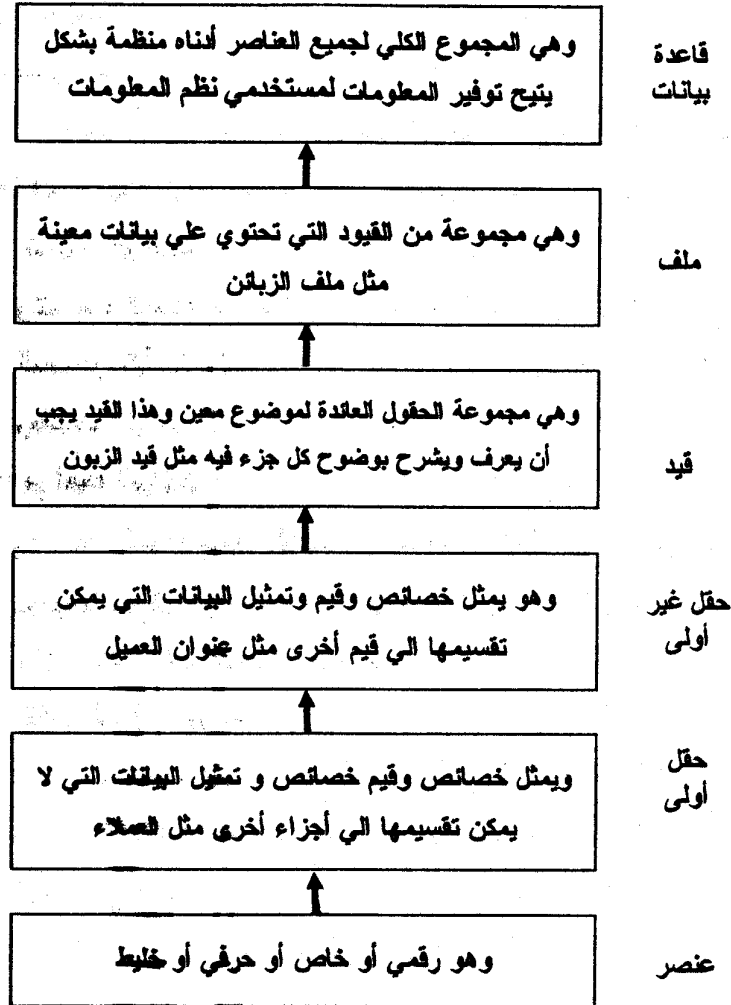 قاعدة
بيانات
وهي المجموع الكلي لجميع العناصر أدناه منظمة بشكل
يتيح توفير المعلومات لمستخدمي نظم المعلومات
ملف
وهي مجموعة من القيود التي تحتوي علي بيانات معينة
مثل ملف الزبائن
قيد
وهي مجموعة الحقول العائدة لموضوع معين وهذا القيد يجب
أن يعرف ويشرح بوضوح كل جزء فيه مثل قيد الزبون
حقل غير
أولى
وهو يمثل خصائص وقيم وتمثيل البيانات التي يمكن
تقسيمها الي قيم أخرى مثل عنوان العميل
حقل
أولى
ويمثل خصائص وقيم خصائص و تمثيل البيانات التي لا
يمكن تقسيمها الي أجزاء أخري مثل العملاء
عنصر
وهو رقمي أو خاص أو حرفي أو خليط